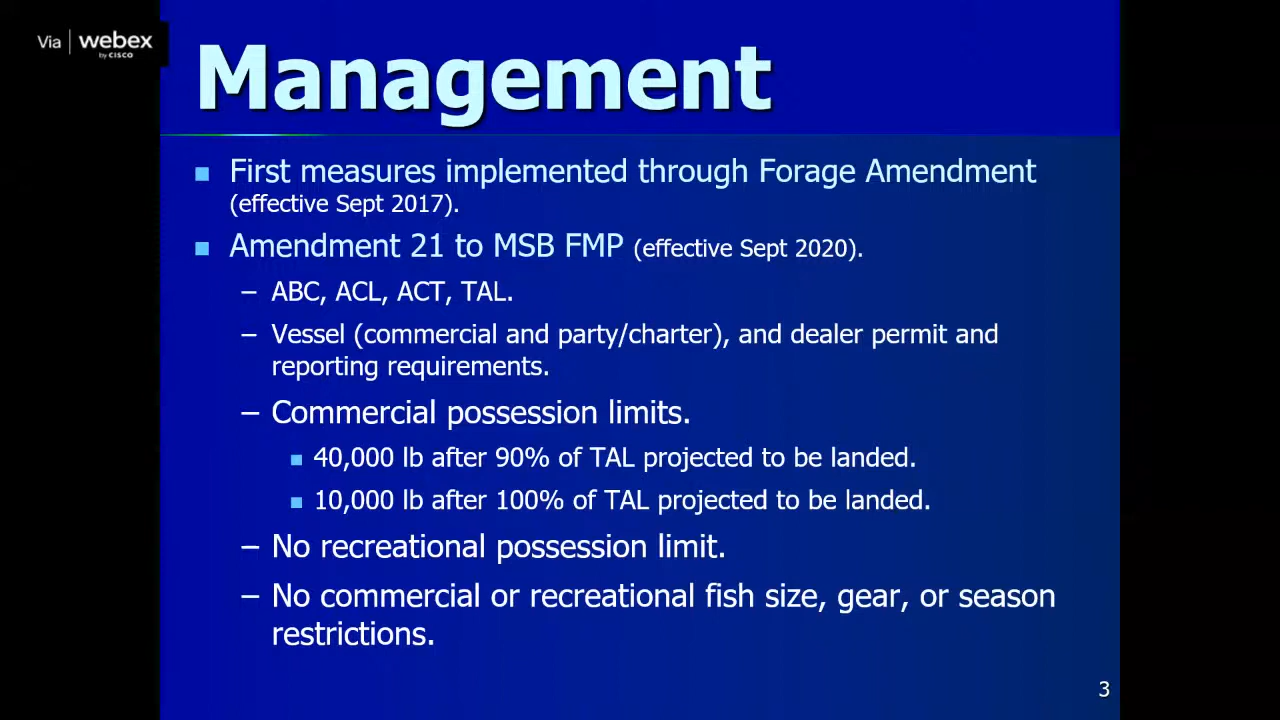 Via | webex
by CISCO
Management
First measures implemented through Forage Amendment
(effective Sept 2017).
Amendment 21 to MSB FMP (effective Sept 2020).
– ABC, ACL, ACT, TAL.
– Vessel (commercial and party/charter), and dealer permit and
reporting requirements.
– Commercial possession limits.
40,000 lb after 90% of TAL projected to be landed.
10,000 lb after 100% of TAL projected to be landed.
– No recreational possession limit.
– No commercial or recreational fish size, gear, or season
restrictions.
3